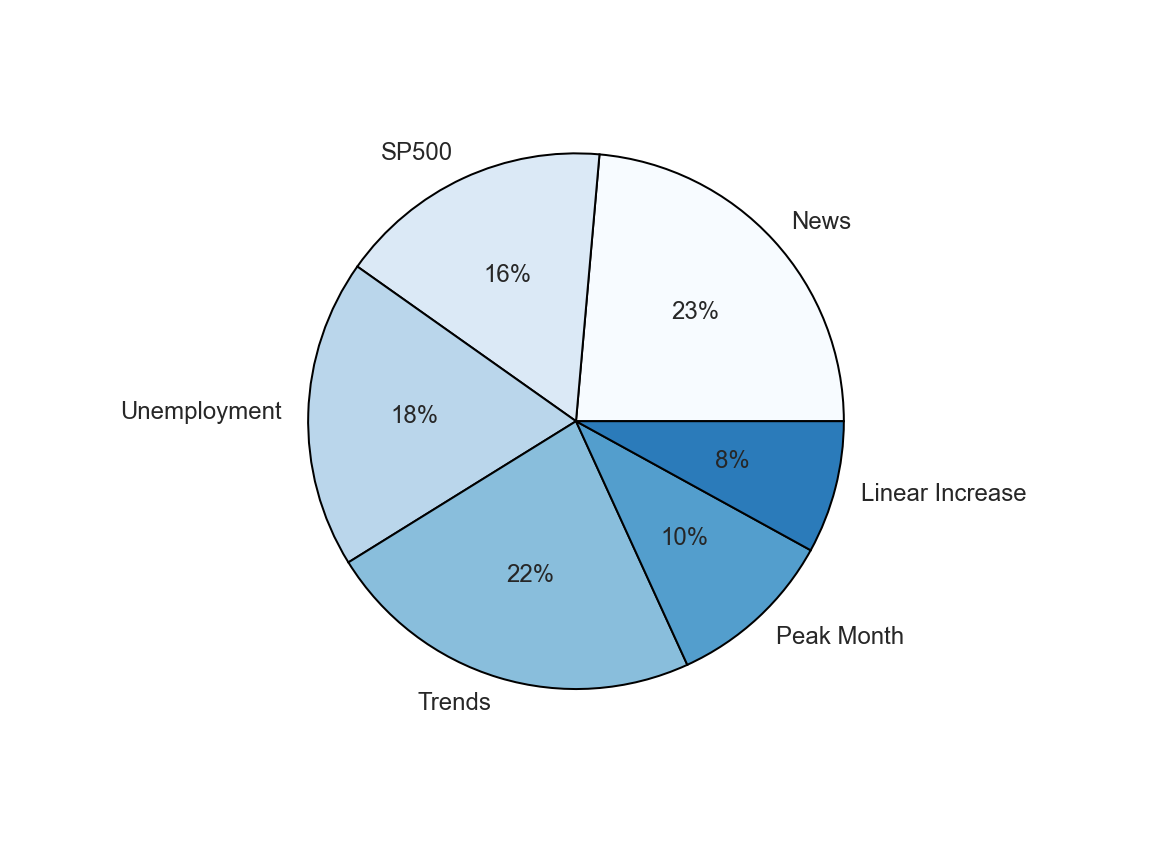 SP500
News
16%
23%
Unemployment
18%
8%
Linear Increase
10%
22%
Peak Month
Trends